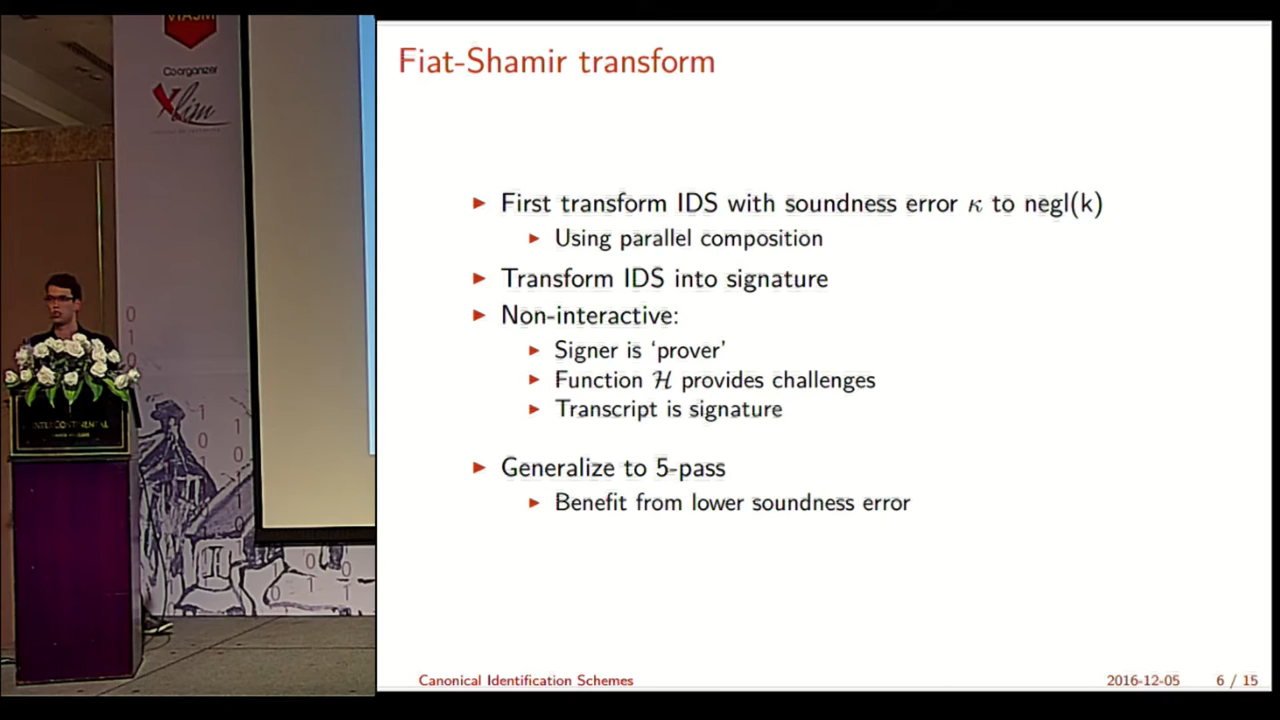 VIASM
Coorganizer
Xlim
Fiat-Shamir transform
First transform IDS with soundness error κ to negl(k)
Using parallel composition
Transform IDS into signature
Non-interactive:
Signer is ‘prover’
Function ℋ provides challenges
Transcript is signature
Generalize to 5-pass
Benefit from lower soundness error
Canonical Identification Schemes
2016-12-05
6 / 15